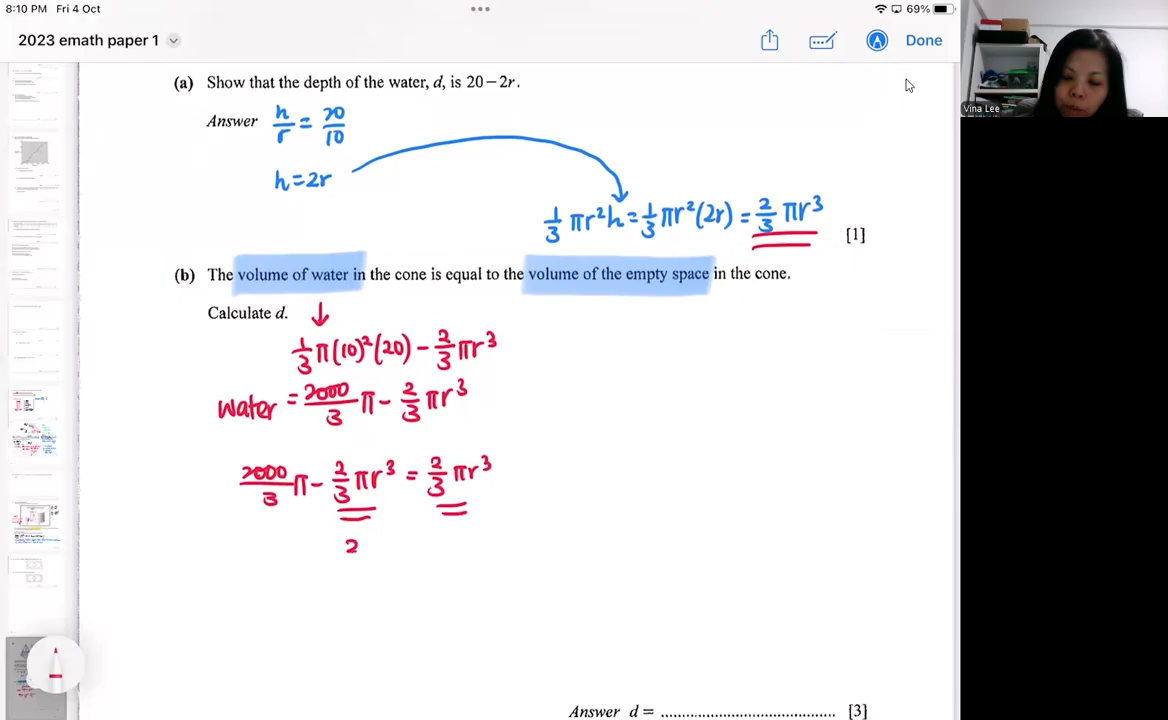 8:10 PM Fri 4 Oct
69%
2023 emath paper 1
Done
Vina Lee
(a) Show that the depth of the water, d, is 20 – 2r.
Answer h/r = 20/10
h = 2r
1/3 πr²h = 1/3 πr²(2r) = 2/3 πr³
[1]
(b) The volume of water in the cone is equal to the volume of the empty space in the cone.
Calculate d. ↓
1/3 π(10)²(20) – 2/3 πr³
water = 2000/3 π – 2/3 πr³
2000/3 π – 2/3 πr³ = 2/3 πr³
2
Answer d = ........................................ [3]